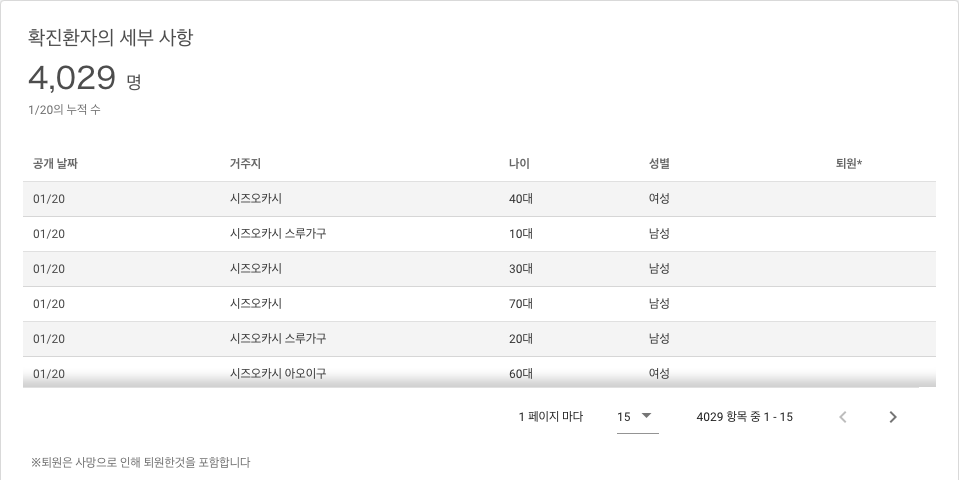 확진환자의 세부 사항
4,029 명
1/20의 누적 수
공개 날짜 거주지 나이 성별 퇴원*
01/20 시즈오카시 40대 여성
01/20 시즈오카시 스루가구 10대 남성
01/20 시즈오카시 30대 남성
01/20 시즈오카시 70대 남성
01/20 시즈오카시 스루가구 20대 남성
01/20 시즈오카시 아오이구 60대 여성
1 페이지 마다 15 4029 항목 중 1 - 15
※퇴원은 사망으로 인해 퇴원한것을 포함합니다